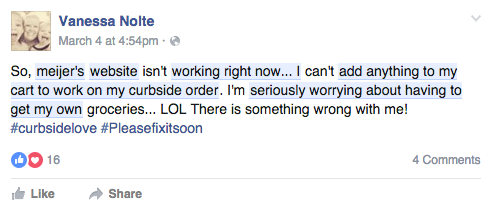 Vanessa Nolte
March 4 at 4:54pm ·
So, meijer's website isn't working right now... I can't add anything to my
cart to work on my curbside order. I'm seriously worrying about having to
get my own groceries... LOL There is something wrong with me!
#curbsidelove #Pleasefixitsoon
16 4 Comments
Like Share